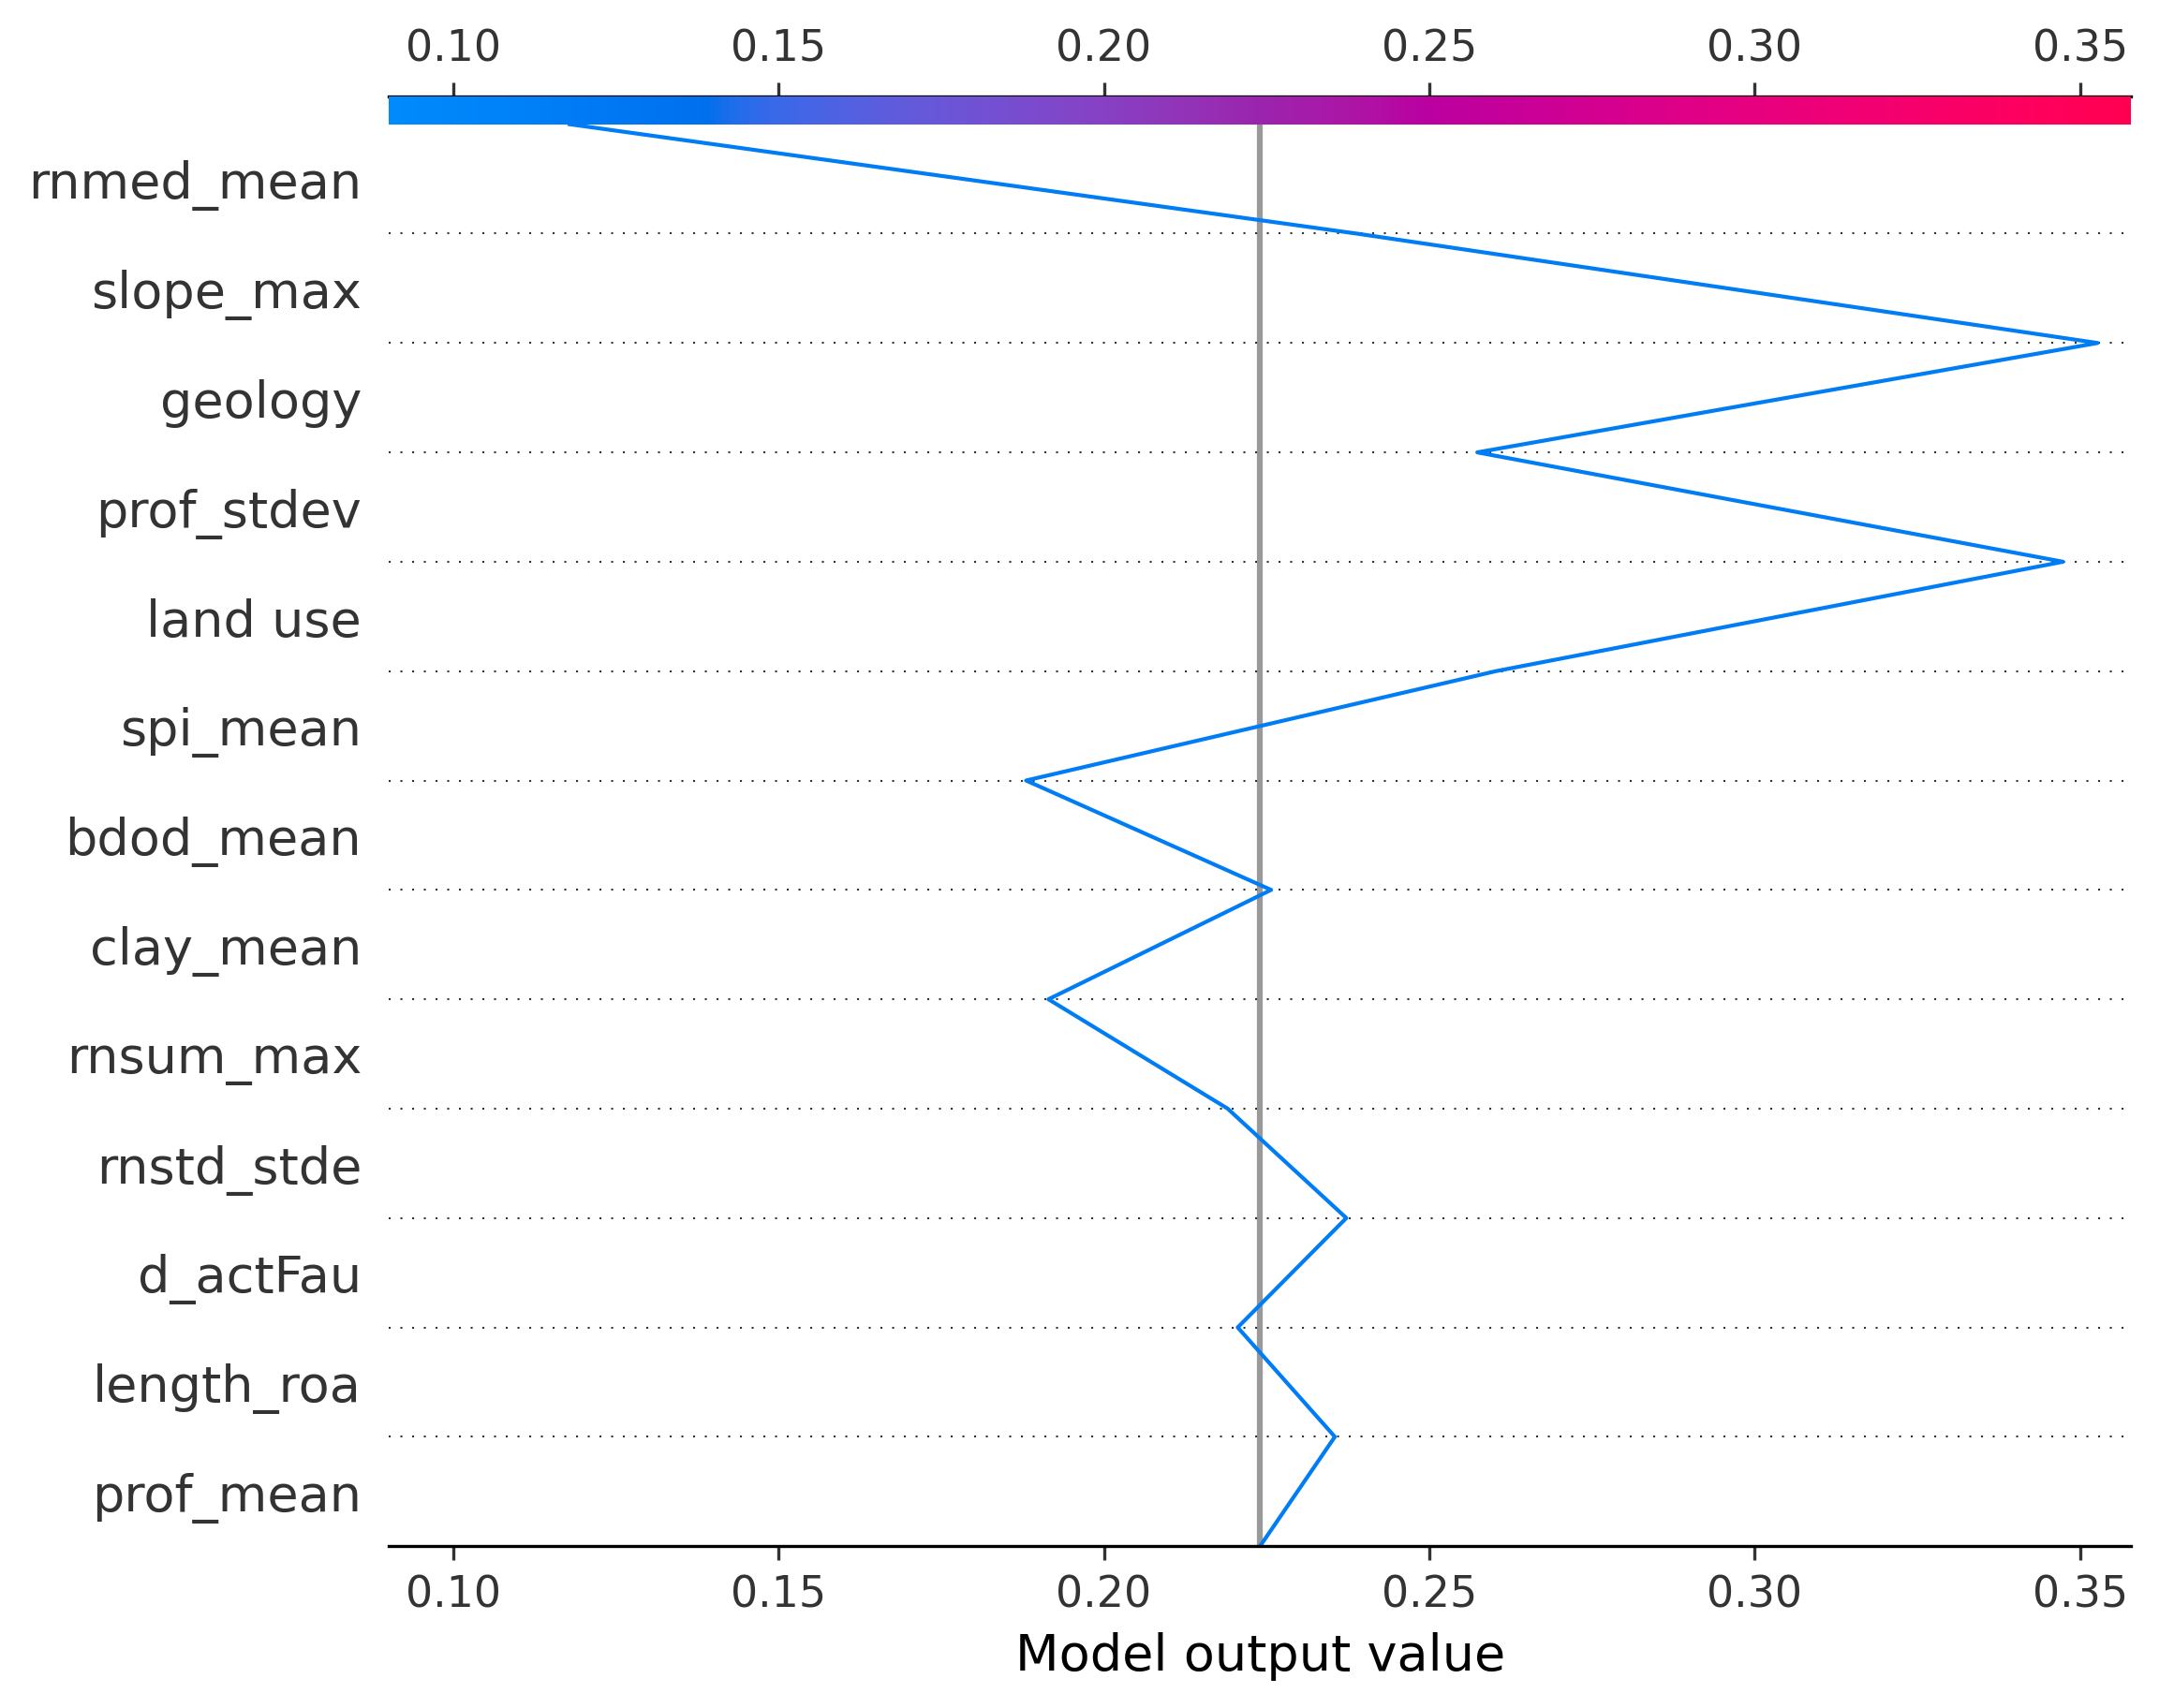 0.10 0.15 0.20 0.25 0.30 0.35
rnmed_mean
slope_max
geology
prof_stdev
land use
spi_mean
bdod_mean
clay_mean
rnsum_max
rnstd_stde
d_actFau
length_roa
prof_mean
0.10 0.15 0.20 0.25 0.30 0.35
Model output value